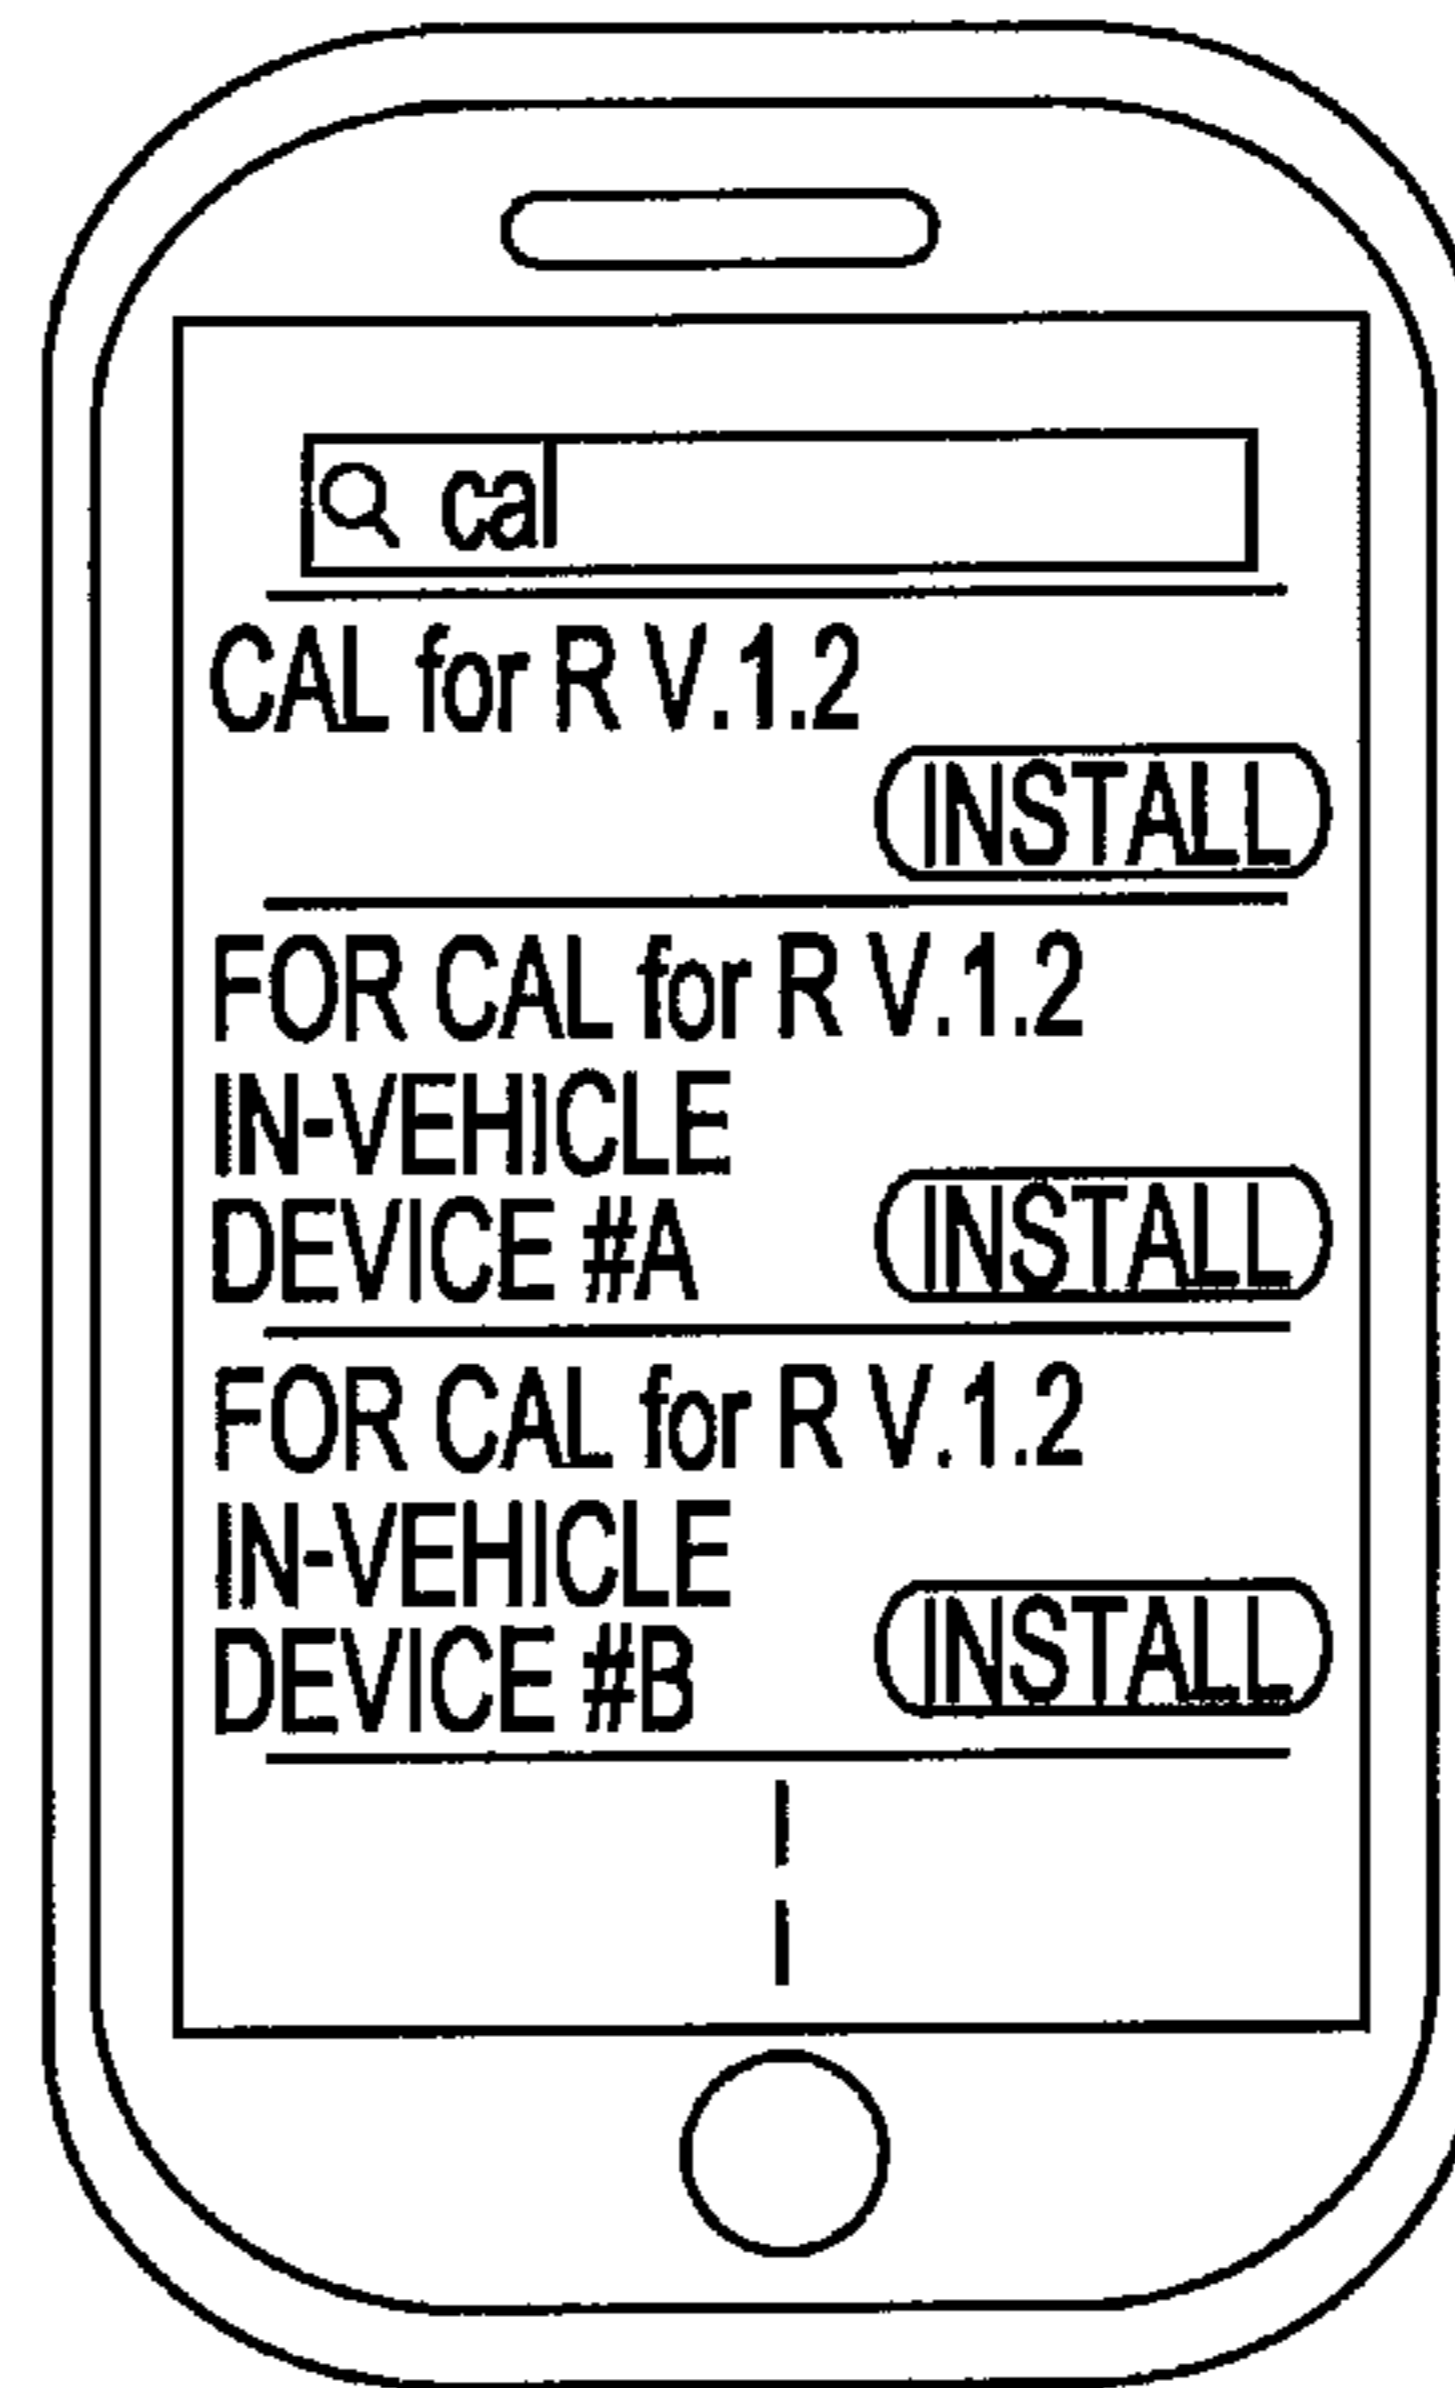 cal
CAL for R V.1.2
INSTALL
FOR CAL for R V.1.2
IN-VEHICLE
DEVICE #A INSTALL
FOR CAL for R V.1.2
IN-VEHICLE
DEVICE #B INSTALL